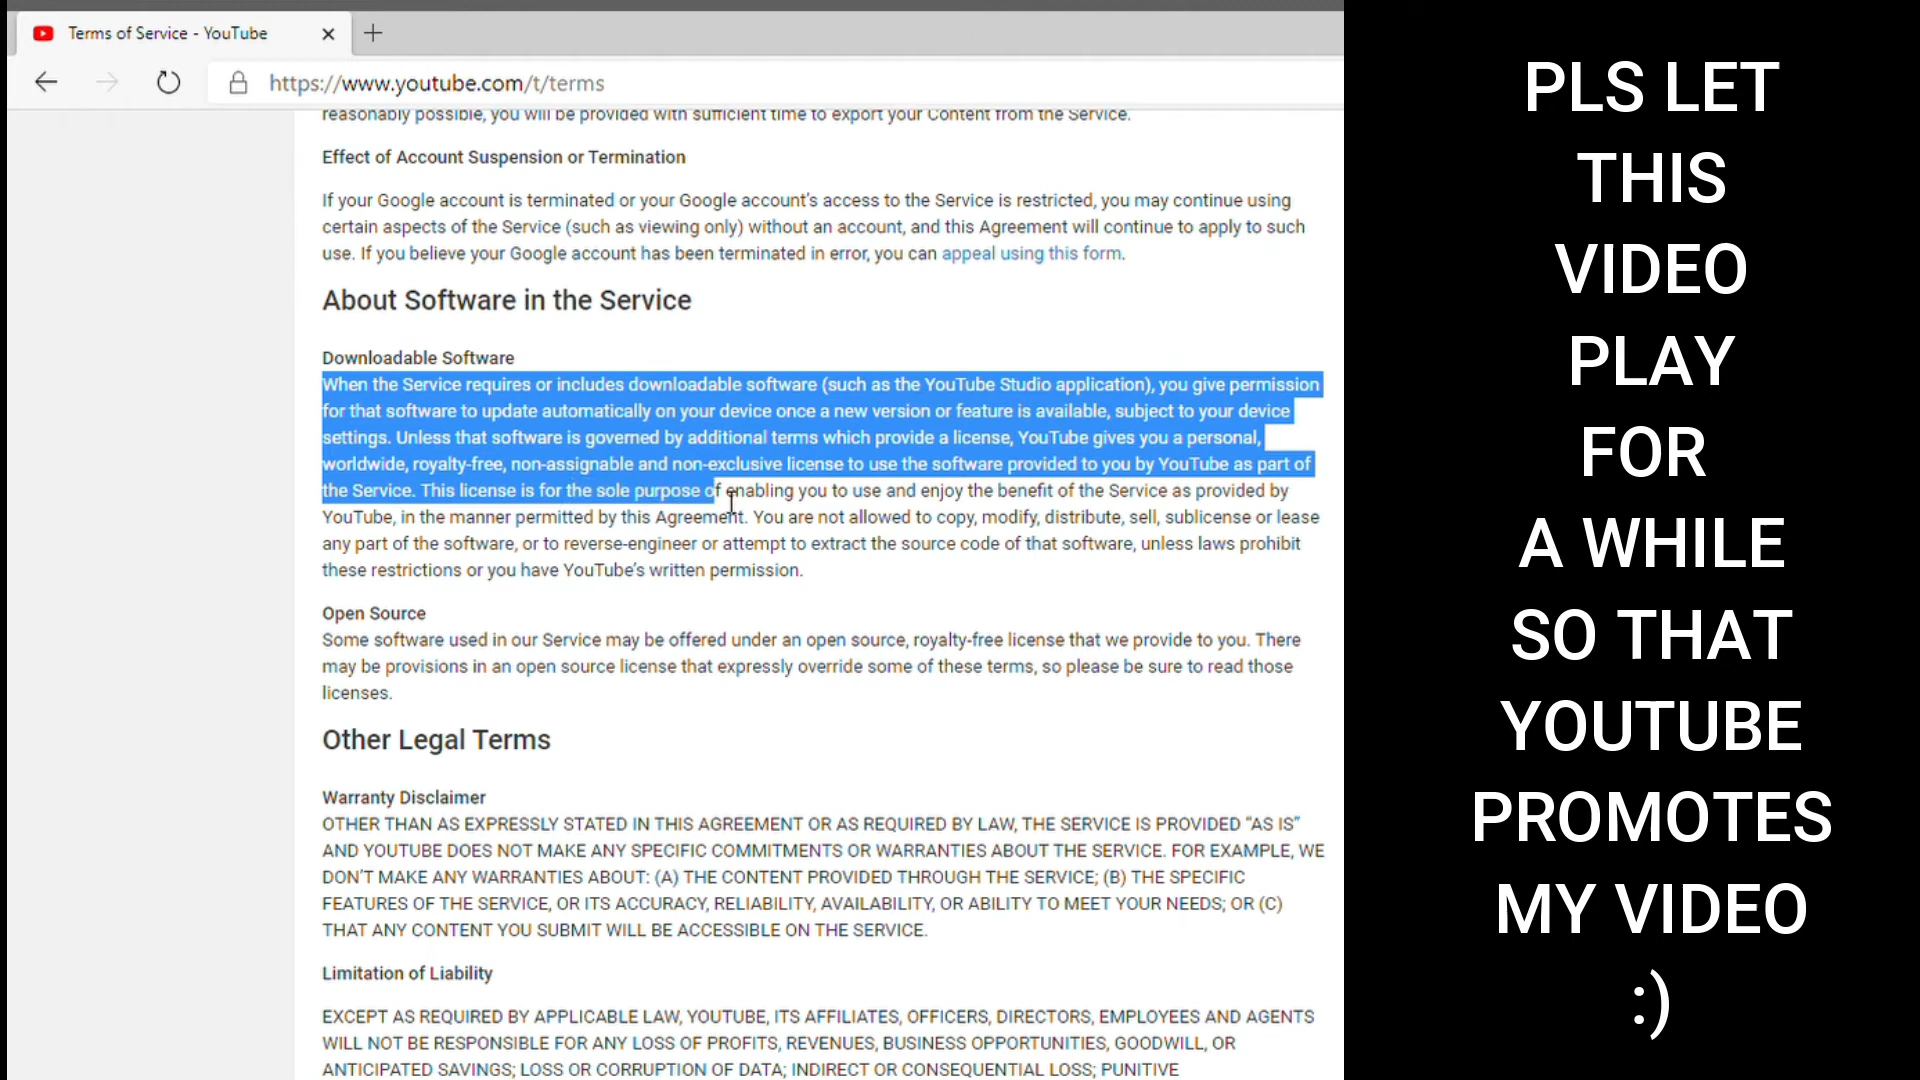 Terms of Service - YouTube
https://www.youtube.com/t/terms
reasonably possible, you will be provided with sufficient time to export your Content from the Service.
Effect of Account Suspension or Termination
If your Google account is terminated or your Google account's access to the Service is restricted, you may continue using
certain aspects of the Service (such as viewing only) without an account, and this Agreement will continue to apply to such
use. If you believe your Google account has been terminated in error, you can appeal using this form.
About Software in the Service
Downloadable Software
When the Service requires or includes downloadable software (such as the YouTube Studio application), you give permission
for that software to update automatically on your device once a new version or feature is available, subject to your device
settings. Unless that software is governed by additional terms which provide a license, YouTube gives you a personal,
worldwide, royalty-free, non-assignable and non-exclusive license to use the software provided to you by YouTube as part of
the Service. This license is for the sole purpose of enabling you to use and enjoy the benefit of the Service as provided by
YouTube, in the manner permitted by this Agreement. You are not allowed to copy, modify, distribute, sell, sublicense or lease
any part of the software, or to reverse-engineer or attempt to extract the source code of that software, unless laws prohibit
these restrictions or you have YouTube's written permission.
Open Source
Some software used in our Service may be offered under an open source, royalty-free license that we provide to you. There
may be provisions in an open source license that expressly override some of these terms, so please be sure to read those
licenses.
Other Legal Terms
Warranty Disclaimer
OTHER THAN AS EXPRESSLY STATED IN THIS AGREEMENT OR AS REQUIRED BY LAW, THE SERVICE IS PROVIDED “AS IS”
AND YOUTUBE DOES NOT MAKE ANY SPECIFIC COMMITMENTS OR WARRANTIES ABOUT THE SERVICE. FOR EXAMPLE, WE
DON'T MAKE ANY WARRANTIES ABOUT: (A) THE CONTENT PROVIDED THROUGH THE SERVICE; (B) THE SPECIFIC
FEATURES OF THE SERVICE, OR ITS ACCURACY, RELIABILITY, AVAILABILITY, OR ABILITY TO MEET YOUR NEEDS; OR (C)
THAT ANY CONTENT YOU SUBMIT WILL BE ACCESSIBLE ON THE SERVICE.
Limitation of Liability
EXCEPT AS REQUIRED BY APPLICABLE LAW, YOUTUBE, ITS AFFILIATES, OFFICERS, DIRECTORS, EMPLOYEES AND AGENTS
WILL NOT BE RESPONSIBLE FOR ANY LOSS OF PROFITS, REVENUES, BUSINESS OPPORTUNITIES, GOODWILL, OR
ANTICIPATED SAVINGS; LOSS OR CORRUPTION OF DATA; INDIRECT OR CONSEQUENTIAL LOSS; PUNITIVE
PLS LET
THIS
VIDEO
PLAY
FOR
A WHILE
SO THAT
YOUTUBE
PROMOTES
MY VIDEO
:)